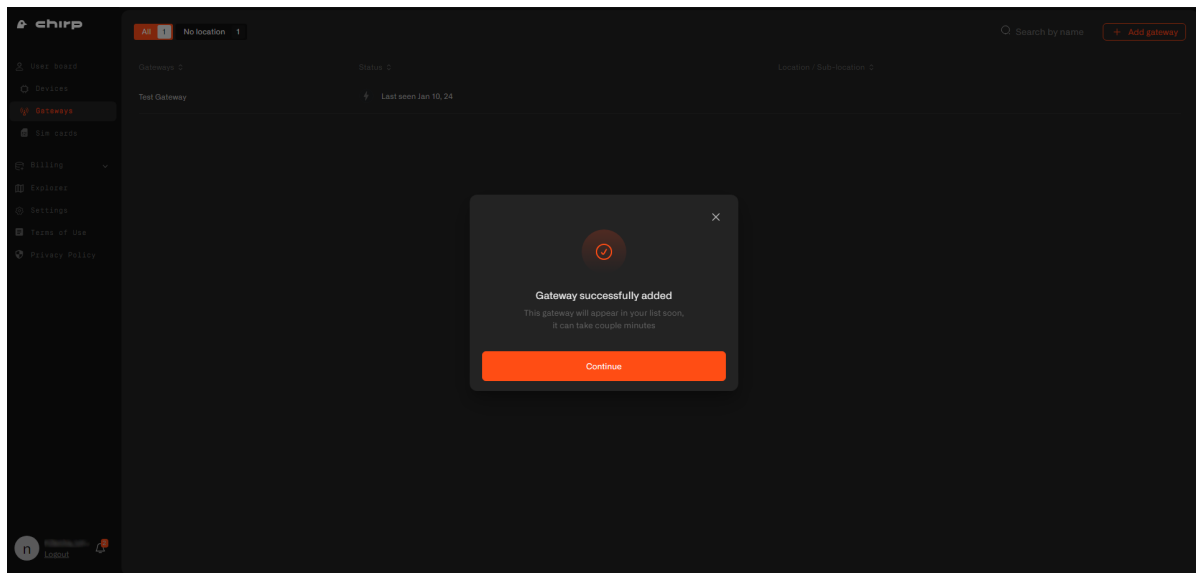 chirp
All 1 No location 1
Search by name
+ Add gateway
User board
Devices
Gateways
Sim cards
Billing
Explorer
Settings
Terms of Use
Privacy Policy
Gateways
Status
Location / Sub-location
Test Gateway
Last seen Jan 10, 24
Gateway successfully added
This gateway will appear in your list soon,
it can take couple minutes
Continue
n
Logout